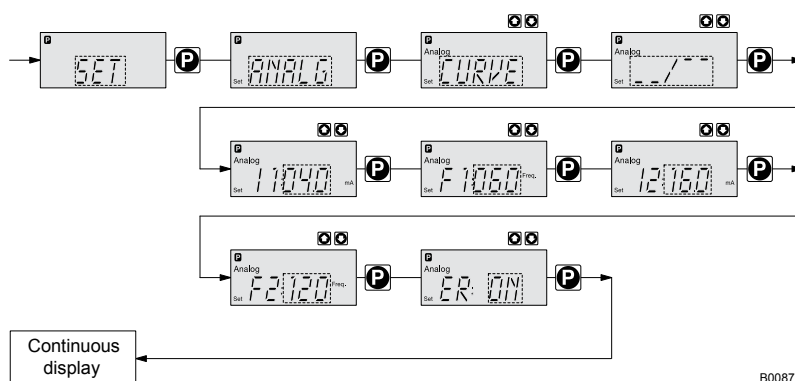 P
SET
P
P
Set
ANALG
P
P
Analog
Set
CURVE
P
P
Analog
Set
P
P
Analog
Set
I1:04.0 mA
P
P
Analog
Set
F1:060 Freq.
P
P
Analog
Set
I2:16.0 mA
P
P
Analog
Set
F2:120 Freq.
P
P
Analog
Set
ER: ON
P
Continuous
display
B0087